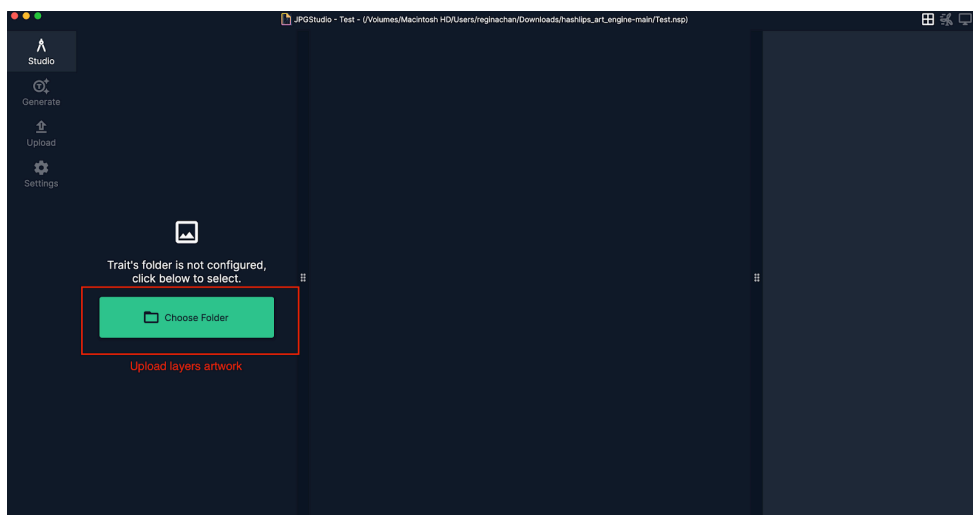 JPGStudio - Test - (/Volumes/Macintosh HD/Users/reginachan/Downloads/hashlips_art_engine-main/Test.nsp)
Studio
Generate
Upload
Settings
Trait's folder is not configured,
click below to select.
Choose Folder
Upload layers artwork